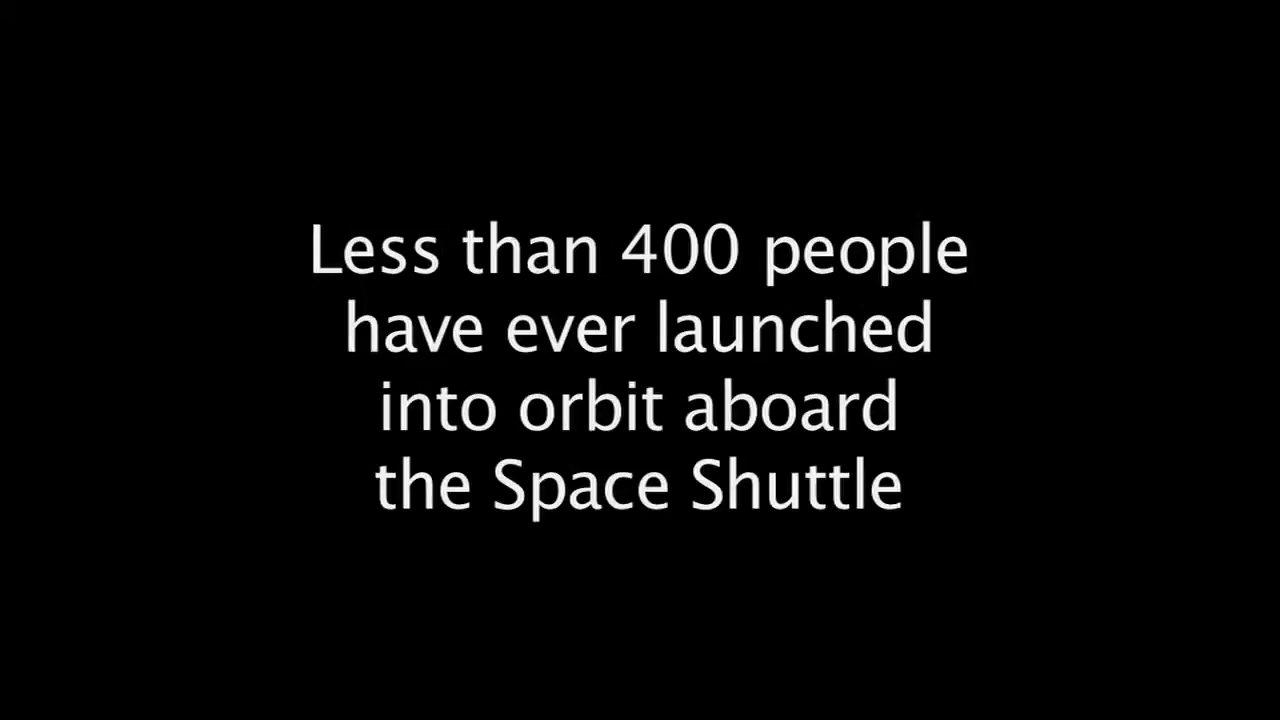 Less than 400 people
have ever launched
into orbit aboard
the Space Shuttle